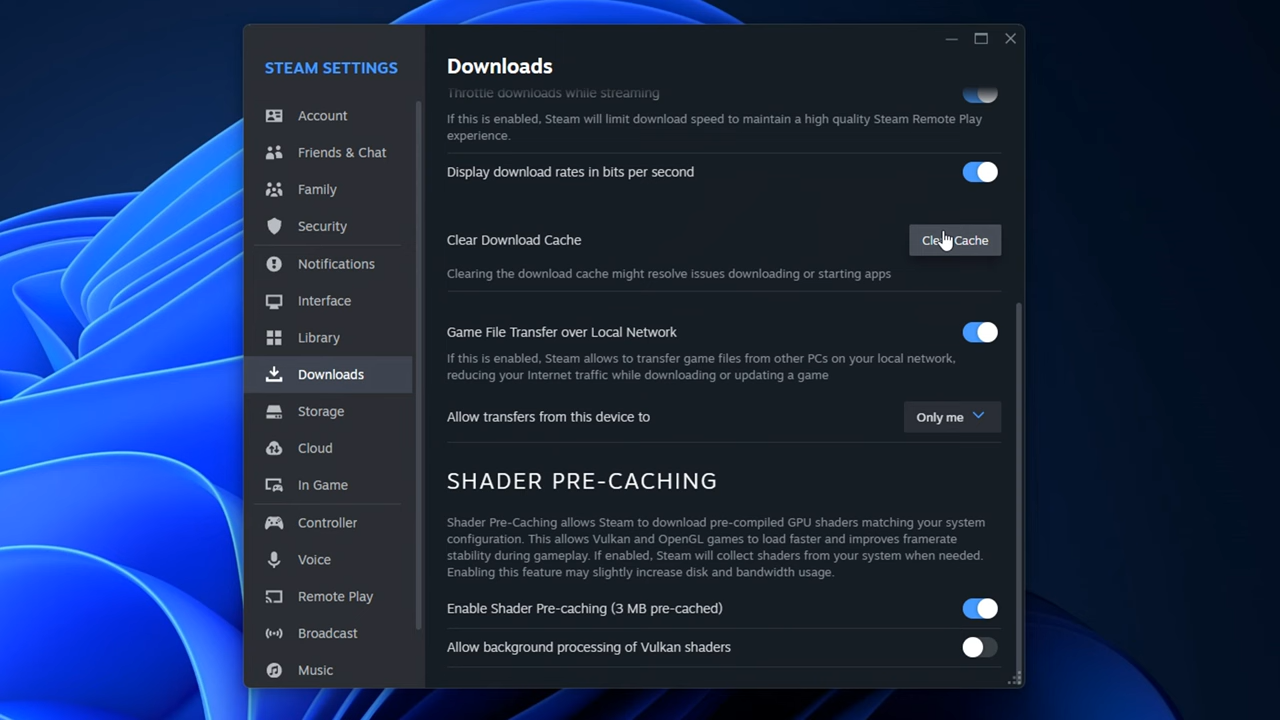 STEAM SETTINGS
Account
Friends & Chat
Family
Security
Notifications
Interface
Library
Downloads
Storage
Cloud
In Game
Controller
Voice
Remote Play
Broadcast
Music
Downloads
Throttle downloads while streaming
If this is enabled, Steam will limit download speed to maintain a high quality Steam Remote Play
experience.
Display download rates in bits per second
Clear Download Cache
Clear Cache
Clearing the download cache might resolve issues downloading or starting apps
Game File Transfer over Local Network
If this is enabled, Steam allows to transfer game files from other PCs on your local network,
reducing your Internet traffic while downloading or updating a game
Allow transfers from this device to
Only me
SHADER PRE-CACHING
Shader Pre-Caching allows Steam to download pre-compiled GPU shaders matching your system
configuration. This allows Vulkan and OpenGL games to load faster and improves framerate
stability during gameplay. If enabled, Steam will collect shaders from your system when needed.
Enabling this feature may slightly increase disk and bandwidth usage.
Enable Shader Pre-caching (3 MB pre-cached)
Allow background processing of Vulkan shaders